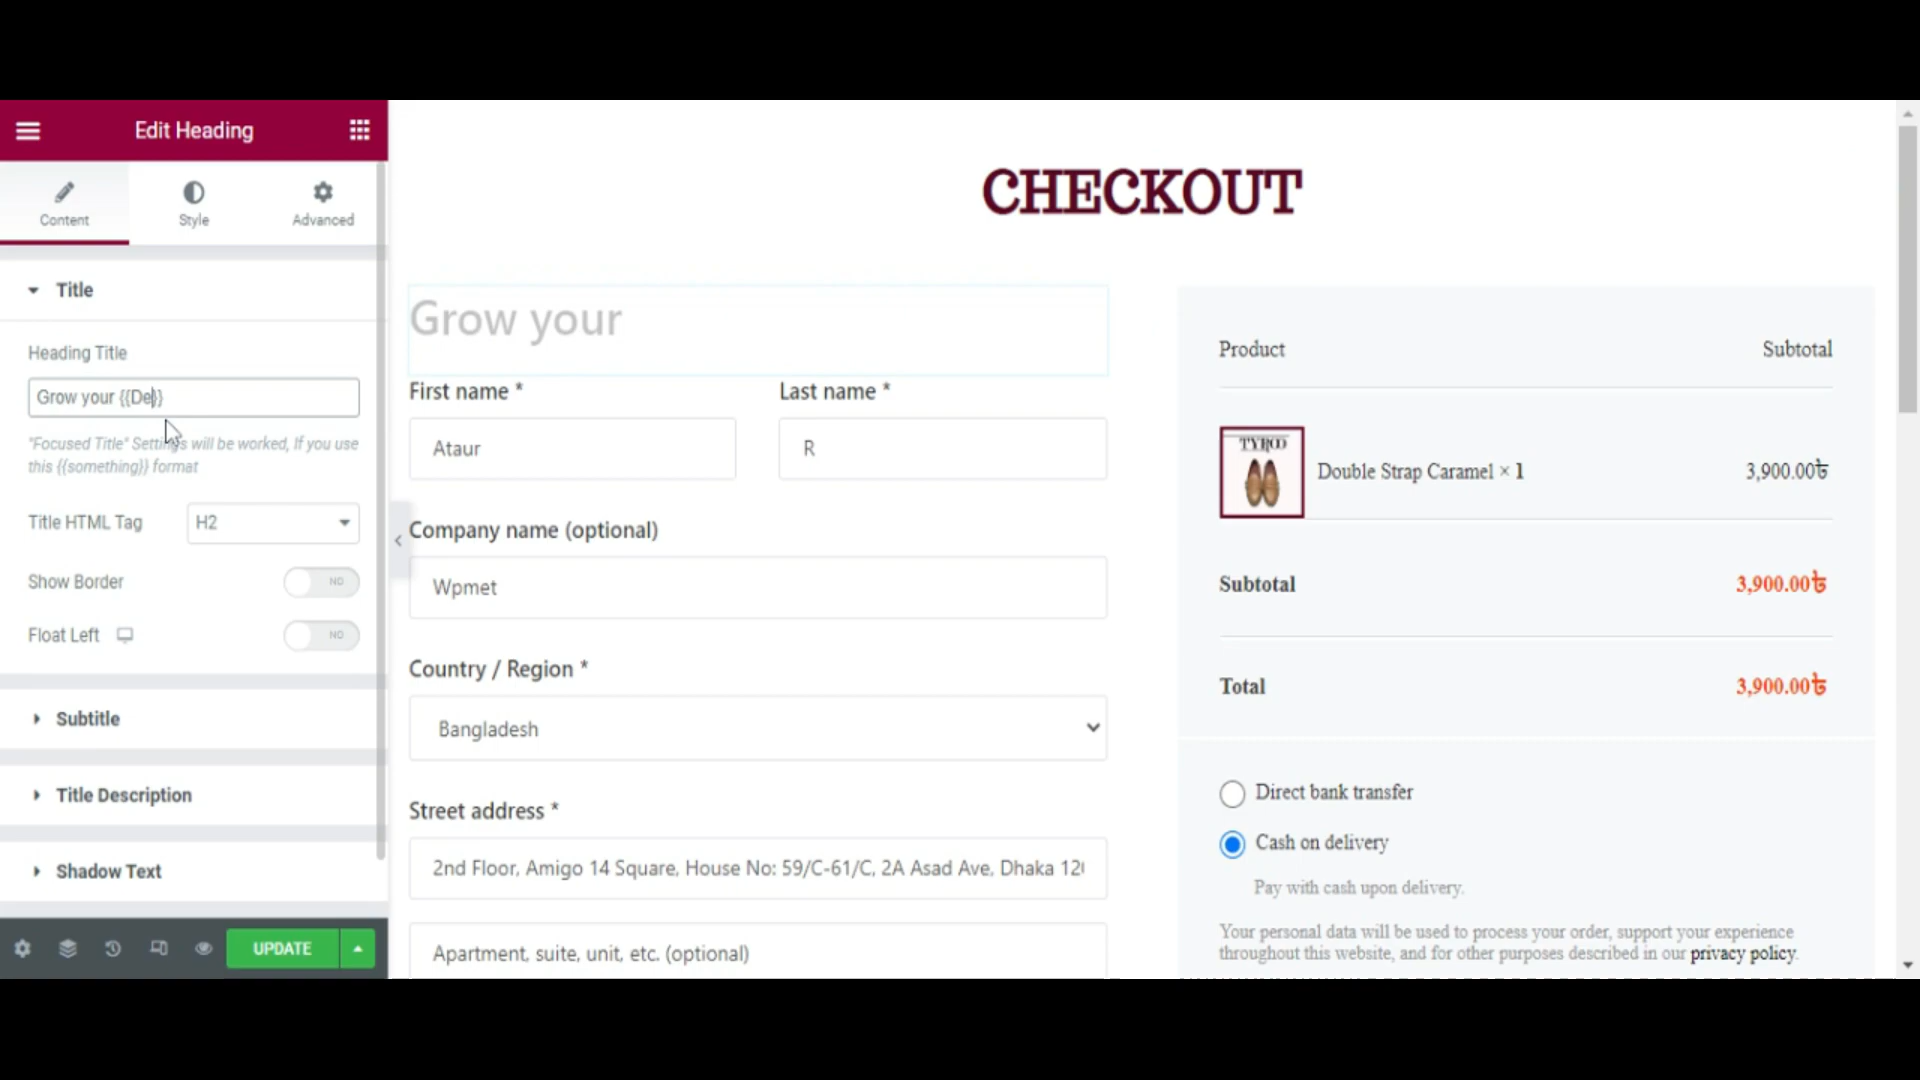 Edit Heading
Content
Style
Advanced
Title
Heading Title
Grow your {{De}}
"Focused Title" Settings will be worked, If you use
this {{something}} format
Title HTML Tag
H2
Show Border
NO
Float Left
NO
Subtitle
Title Description
Shadow Text
UPDATE
CHECKOUT
Grow your
First name *
Last name *
Ataur
R
Company name (optional)
Wpmet
Country / Region *
Bangladesh
Street address *
2nd Floor, Amigo 14 Square, House No: 59/C-61/C, 2A Asad Ave, Dhaka 12
Apartment, suite, unit, etc. (optional)
Product
Subtotal
TYROO
Double Strap Caramel × 1
3,900.00৳
Subtotal
3,900.00৳
Total
3,900.00৳
Direct bank transfer
Cash on delivery
Pay with cash upon delivery.
Your personal data will be used to process your order, support your experience
throughout this website, and for other purposes described in our privacy policy.